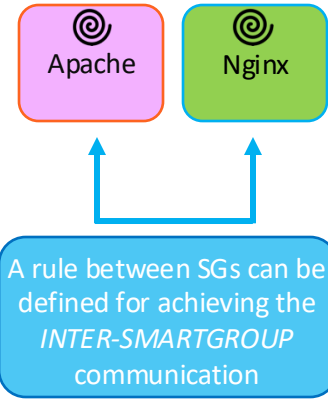 Apache
Nginx
A rule between SGs can be
defined for achieving the
INTER-SMARTGROUP
communication